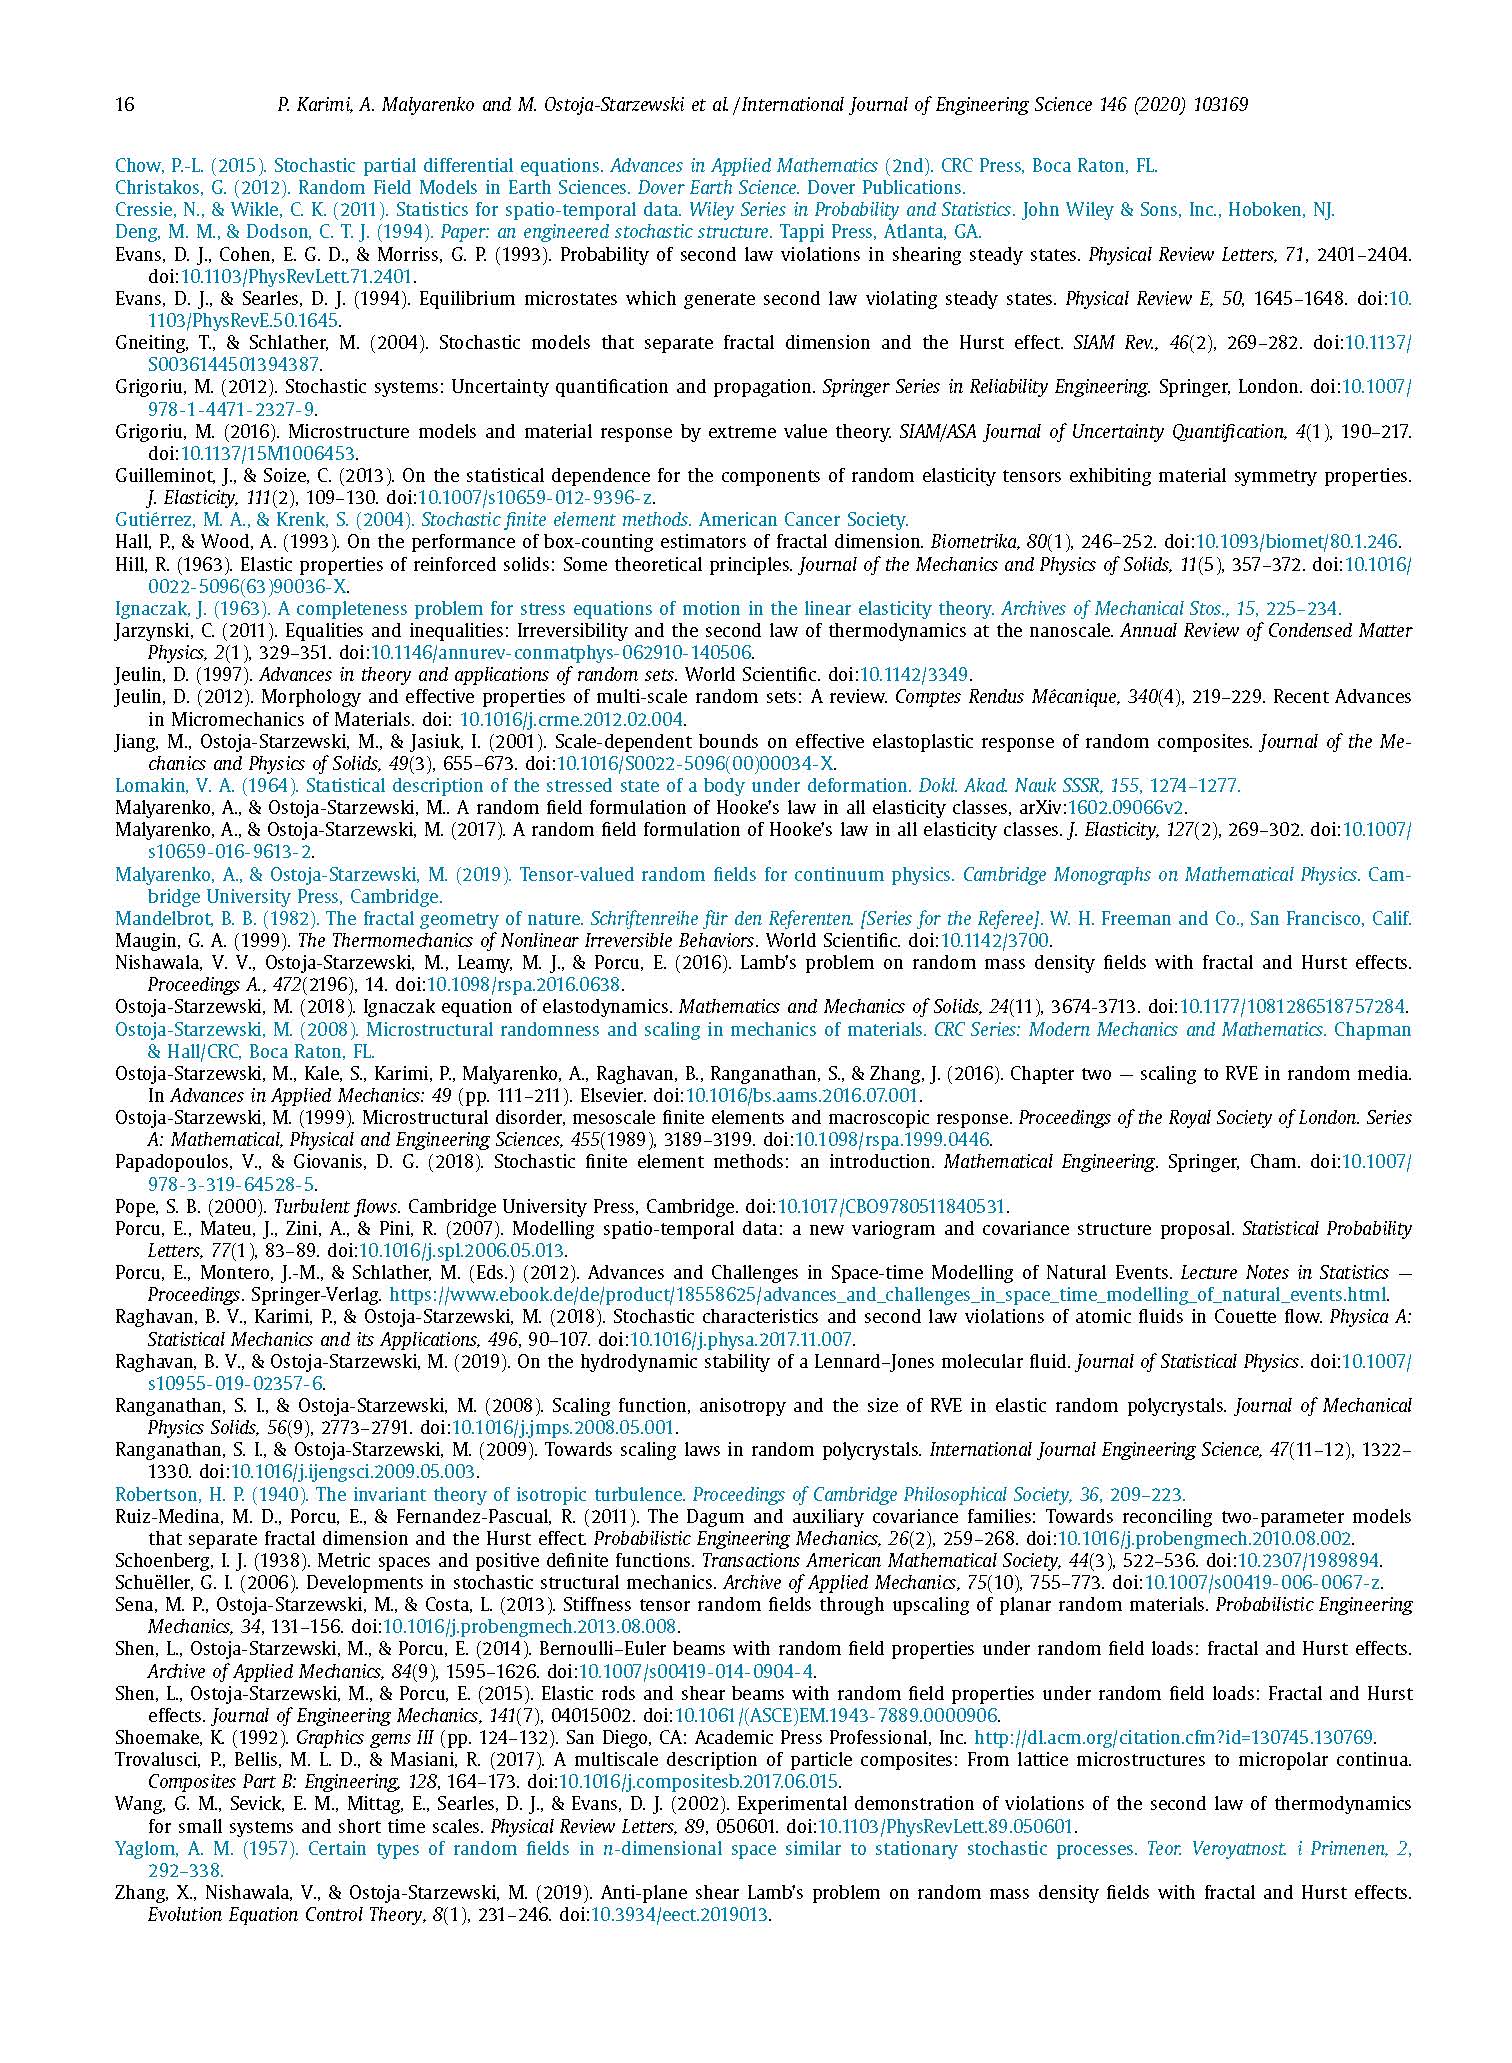 16 P. Karimi, A. Malyarenko and M. Ostoja-Starzewski et al. / International Journal of Engineering Science 146 (2020) 103169
Chow, P.-L. (2015). Stochastic partial differential equations. Advances in Applied Mathematics (2nd). CRC Press, Boca Raton, FL.
Christakos, G. (2012). Random Field Models in Earth Sciences. Dover Earth Science. Dover Publications.
Cressie, N., & Wikle, C. K. (2011). Statistics for spatio-temporal data. Wiley Series in Probability and Statistics. John Wiley & Sons, Inc., Hoboken, NJ.
Deng, M. M., & Dodson, C. T. J. (1994). Paper: an engineered stochastic structure. Tappi Press, Atlanta, GA.
Evans, D. J., Cohen, E. G. D., & Morriss, G. P. (1993). Probability of second law violations in shearing steady states. Physical Review Letters, 71, 2401–2404.
doi:10.1103/PhysRevLett.71.2401.
Evans, D. J., & Searles, D. J. (1994). Equilibrium microstates which generate second law violating steady states. Physical Review E, 50, 1645–1648. doi:10.
1103/PhysRevE.50.1645.
Gneiting, T., & Schlather, M. (2004). Stochastic models that separate fractal dimension and the Hurst effect. SIAM Rev., 46(2), 269–282. doi:10.1137/
S0036144501394387.
Grigoriu, M. (2012). Stochastic systems: Uncertainty quantification and propagation. Springer Series in Reliability Engineering. Springer, London. doi:10.1007/
978-1-4471-2327-9.
Grigoriu, M. (2016). Microstructure models and material response by extreme value theory. SIAM/ASA Journal of Uncertainty Quantification, 4(1), 190–217.
doi:10.1137/15M1006453.
Guilleminot, J., & Soize, C. (2013). On the statistical dependence for the components of random elasticity tensors exhibiting material symmetry properties.
J. Elasticity, 111(2), 109–130. doi:10.1007/s10659-012-9396-z.
Gutiérrez, M. A., & Krenk, S. (2004). Stochastic finite element methods. American Cancer Society.
Hall, P., & Wood, A. (1993). On the performance of box-counting estimators of fractal dimension. Biometrika, 80(1), 246–252. doi:10.1093/biomet/80.1.246.
Hill, R. (1963). Elastic properties of reinforced solids: Some theoretical principles. Journal of the Mechanics and Physics of Solids, 11(5), 357–372. doi:10.1016/
0022-5096(63)90036-X.
Ignaczak, J. (1963). A completeness problem for stress equations of motion in the linear elasticity theory. Archives of Mechanical Stos., 15, 225–234.
Jarzynski, C. (2011). Equalities and inequalities: Irreversibility and the second law of thermodynamics at the nanoscale. Annual Review of Condensed Matter
Physics, 2(1), 329–351. doi:10.1146/annurev-conmatphys-062910-140506.
Jeulin, D. (1997). Advances in theory and applications of random sets. World Scientific. doi:10.1142/3349.
Jeulin, D. (2012). Morphology and effective properties of multi-scale random sets: A review. Comptes Rendus Mécanique, 340(4), 219–229. Recent Advances
in Micromechanics of Materials. doi: 10.1016/j.crme.2012.02.004.
Jiang, M., Ostoja-Starzewski, M., & Jasiuk, I. (2001). Scale-dependent bounds on effective elastoplastic response of random composites. Journal of the Me-
chanics and Physics of Solids, 49(3), 655–673. doi:10.1016/S0022-5096(00)00034-X.
Lomakin, V. A. (1964). Statistical description of the stressed state of a body under deformation. Dokl. Akad. Nauk SSSR, 155, 1274–1277.
Malyarenko, A., & Ostoja-Starzewski, M.. A random field formulation of Hooke's law in all elasticity classes, arXiv:1602.09066v2.
Malyarenko, A., & Ostoja-Starzewski, M. (2017). A random field formulation of Hooke's law in all elasticity classes. J. Elasticity, 127(2), 269–302. doi:10.1007/
s10659-016-9613-2.
Malyarenko, A., & Ostoja-Starzewski, M. (2019). Tensor-valued random fields for continuum physics. Cambridge Monographs on Mathematical Physics. Cam-
bridge University Press, Cambridge.
Mandelbrot, B. B. (1982). The fractal geometry of nature. Schriftenreihe für den Referenten. [Series for the Referee]. W. H. Freeman and Co., San Francisco, Calif.
Maugin, G. A. (1999). The Thermomechanics of Nonlinear Irreversible Behaviors. World Scientific. doi:10.1142/3700.
Nishawala, V. V., Ostoja-Starzewski, M., Leamy, M. J., & Porcu, E. (2016). Lamb's problem on random mass density fields with fractal and Hurst effects.
Proceedings A., 472(2196), 14. doi:10.1098/rspa.2016.0638.
Ostoja-Starzewski, M. (2018). Ignaczak equation of elastodynamics. Mathematics and Mechanics of Solids, 24(11), 3674-3713. doi:10.1177/1081286518757284.
Ostoja-Starzewski, M. (2008). Microstructural randomness and scaling in mechanics of materials. CRC Series: Modern Mechanics and Mathematics. Chapman
& Hall/CRC, Boca Raton, FL.
Ostoja-Starzewski, M., Kale, S., Karimi, P., Malyarenko, A., Raghavan, B., Ranganathan, S., & Zhang, J. (2016). Chapter two — scaling to RVE in random media.
In Advances in Applied Mechanics: 49 (pp. 111–211). Elsevier. doi:10.1016/bs.aams.2016.07.001.
Ostoja-Starzewski, M. (1999). Microstructural disorder, mesoscale finite elements and macroscopic response. Proceedings of the Royal Society of London. Series
A: Mathematical, Physical and Engineering Sciences, 455(1989), 3189–3199. doi:10.1098/rspa.1999.0446.
Papadopoulos, V., & Giovanis, D. G. (2018). Stochastic finite element methods: an introduction. Mathematical Engineering. Springer, Cham. doi:10.1007/
978-3-319-64528-5.
Pope, S. B. (2000). Turbulent flows. Cambridge University Press, Cambridge. doi:10.1017/CBO9780511840531.
Porcu, E., Mateu, J., Zini, A., & Pini, R. (2007). Modelling spatio-temporal data: a new variogram and covariance structure proposal. Statistical Probability
Letters, 77(1), 83–89. doi:10.1016/j.spl.2006.05.013.
Porcu, E., Montero, J.-M., & Schlather, M. (Eds.) (2012). Advances and Challenges in Space-time Modelling of Natural Events. Lecture Notes in Statistics —
Proceedings. Springer-Verlag. https://www.ebook.de/de/product/18558625/advances_and_challenges_in_space_time_modelling_of_natural_events.html.
Raghavan, B. V., Karimi, P., & Ostoja-Starzewski, M. (2018). Stochastic characteristics and second law violations of atomic fluids in Couette flow. Physica A:
Statistical Mechanics and its Applications, 496, 90–107. doi:10.1016/j.physa.2017.11.007.
Raghavan, B. V., & Ostoja-Starzewski, M. (2019). On the hydrodynamic stability of a Lennard–Jones molecular fluid. Journal of Statistical Physics. doi:10.1007/
s10955-019-02357-6.
Ranganathan, S. I., & Ostoja-Starzewski, M. (2008). Scaling function, anisotropy and the size of RVE in elastic random polycrystals. Journal of Mechanical
Physics Solids, 56(9), 2773–2791. doi:10.1016/j.jmps.2008.05.001.
Ranganathan, S. I., & Ostoja-Starzewski, M. (2009). Towards scaling laws in random polycrystals. International Journal Engineering Science, 47(11–12), 1322–
1330. doi:10.1016/j.ijengsci.2009.05.003.
Robertson, H. P. (1940). The invariant theory of isotropic turbulence. Proceedings of Cambridge Philosophical Society, 36, 209–223.
Ruiz-Medina, M. D., Porcu, E., & Fernandez-Pascual, R. (2011). The Dagum and auxiliary covariance families: Towards reconciling two-parameter models
that separate fractal dimension and the Hurst effect. Probabilistic Engineering Mechanics, 26(2), 259–268. doi:10.1016/j.probengmech.2010.08.002.
Schoenberg, I. J. (1938). Metric spaces and positive definite functions. Transactions American Mathematical Society, 44(3), 522–536. doi:10.2307/1989894.
Schuëller, G. I. (2006). Developments in stochastic structural mechanics. Archive of Applied Mechanics, 75(10), 755–773. doi:10.1007/s00419-006-0067-z.
Sena, M. P., Ostoja-Starzewski, M., & Costa, L. (2013). Stiffness tensor random fields through upscaling of planar random materials. Probabilistic Engineering
Mechanics, 34, 131–156. doi:10.1016/j.probengmech.2013.08.008.
Shen, L., Ostoja-Starzewski, M., & Porcu, E. (2014). Bernoulli–Euler beams with random field properties under random field loads: fractal and Hurst effects.
Archive of Applied Mechanics, 84(9), 1595–1626. doi:10.1007/s00419-014-0904-4.
Shen, L., Ostoja-Starzewski, M., & Porcu, E. (2015). Elastic rods and shear beams with random field properties under random field loads: Fractal and Hurst
effects. Journal of Engineering Mechanics, 141(7), 04015002. doi:10.1061/(ASCE)EM.1943-7889.0000906.
Shoemake, K. (1992). Graphics gems III (pp. 124–132). San Diego, CA: Academic Press Professional, Inc. http://dl.acm.org/citation.cfm?id=130745.130769.
Trovalusci, P., Bellis, M. L. D., & Masiani, R. (2017). A multiscale description of particle composites: From lattice microstructures to micropolar continua.
Composites Part B: Engineering, 128, 164–173. doi:10.1016/j.compositesb.2017.06.015.
Wang, G. M., Sevick, E. M., Mittag, E., Searles, D. J., & Evans, D. J. (2002). Experimental demonstration of violations of the second law of thermodynamics
for small systems and short time scales. Physical Review Letters, 89, 050601. doi:10.1103/PhysRevLett.89.050601.
Yaglom, A. M. (1957). Certain types of random fields in n-dimensional space similar to stationary stochastic processes. Teor. Veroyatnost. i Primenen, 2,
292–338.
Zhang, X., Nishawala, V., & Ostoja-Starzewski, M. (2019). Anti-plane shear Lamb's problem on random mass density fields with fractal and Hurst effects.
Evolution Equation Control Theory, 8(1), 231–246. doi:10.3934/eect.2019013.